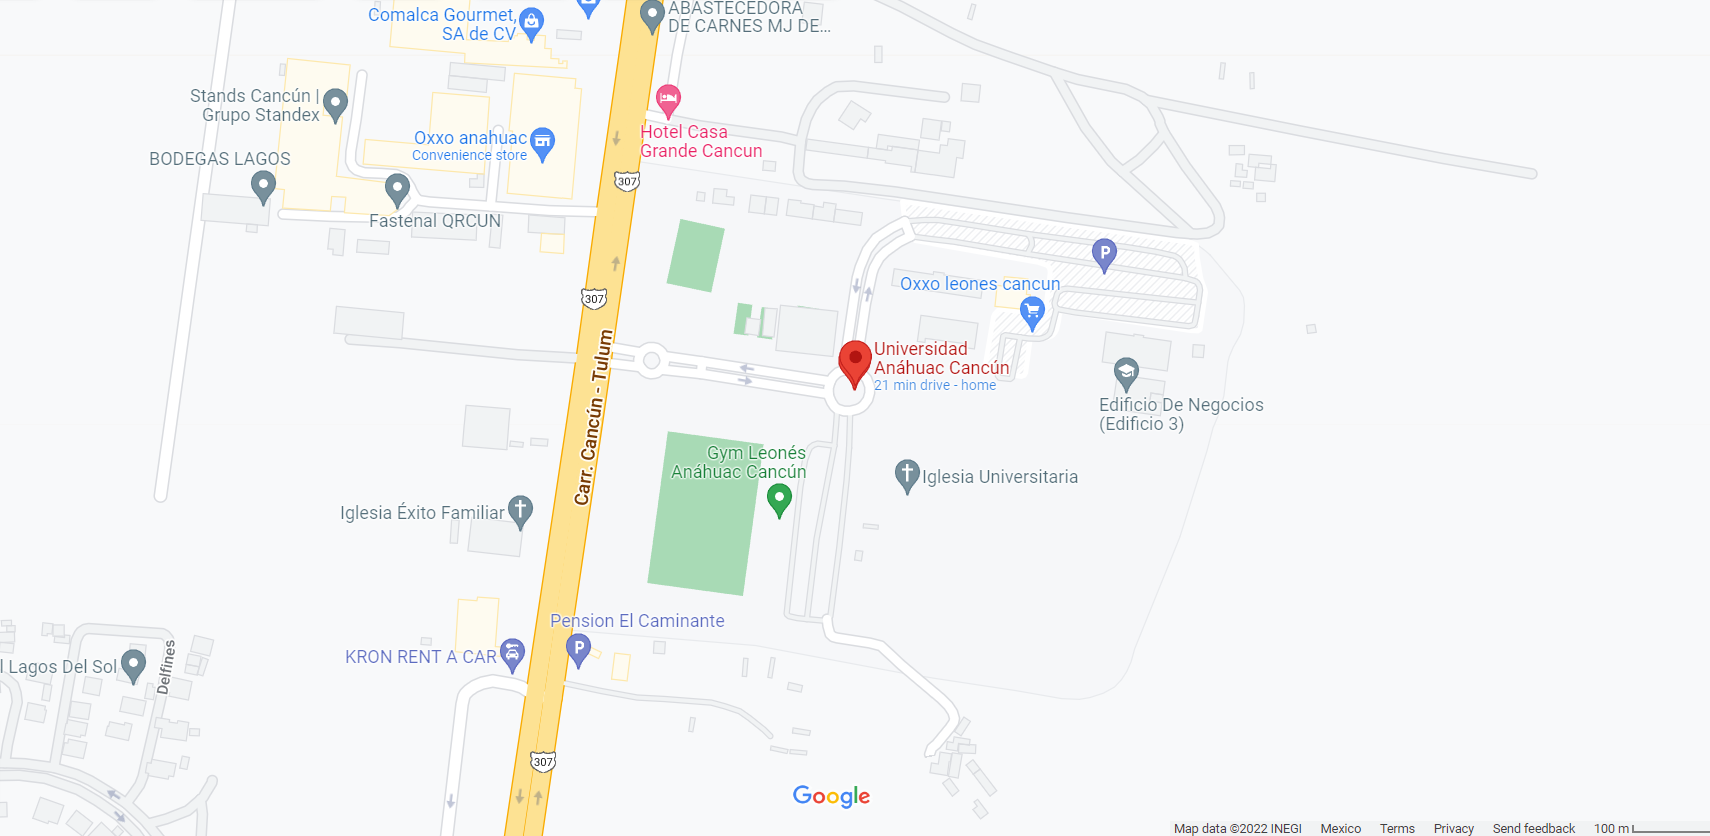 Comalca Gourmet,
SA de CV
ABASTECEDORA
DE CARNES MJ DE...
Stands Cancún |
Grupo Standex
Oxxo anahuac
Convenience store
Hotel Casa
Grande Cancun
BODEGAS LAGOS
307
Fastenal QRCUN
P
Oxxo leones cancun
307
Carr. Cancún - Tulum
Universidad
Anáhuac Cancún
21 min drive - home
Edificio De Negocios
(Edificio 3)
Gym Leonés
Anáhuac Cancún
Iglesia Universitaria
Iglesia Éxito Familiar
Pension El Caminante
P
KRON RENT A CAR
l Lagos Del Sol
Delfines
307
Google
Map data ©2022 INEGI Mexico Terms Privacy Send feedback 100 m